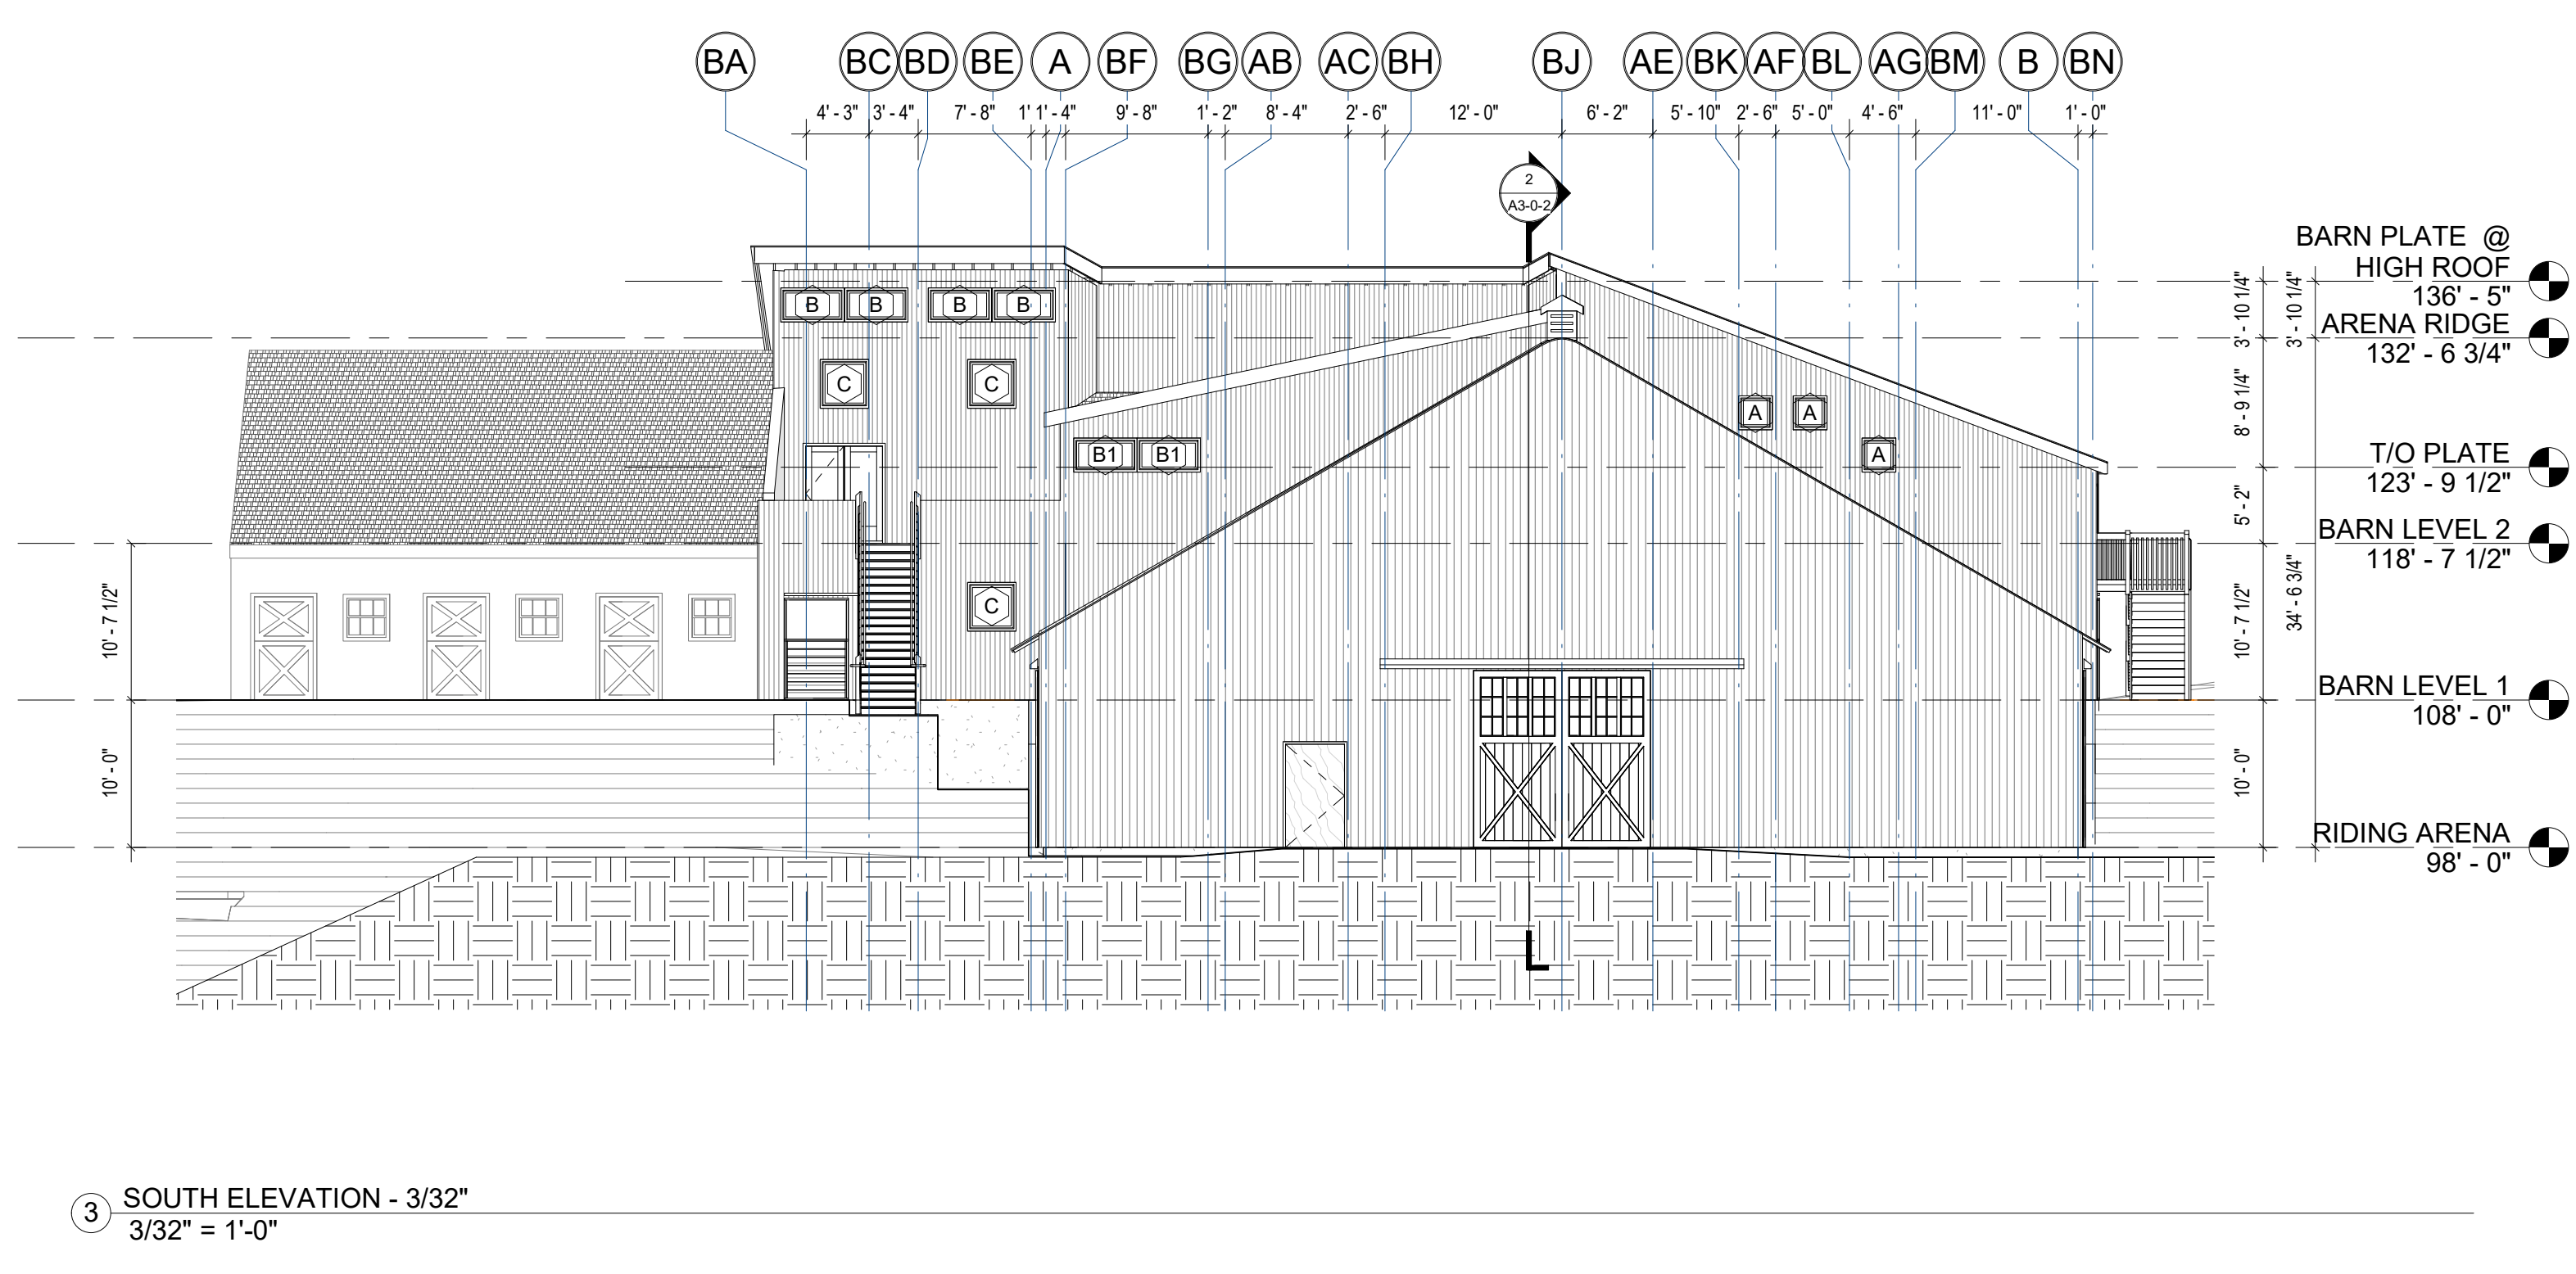 BA BC BD BE A BF BG AB AC BH BJ AE BK AF BL AG BM B BN
4' - 3" 3' - 4" 7' - 8" 1' 1' - 4" 9' - 8" 1' - 2" 8' - 4" 2' - 6" 12' - 0" 6' - 2" 5' - 10" 2' - 6" 5' - 0" 4' - 6" 11' - 0" 1' - 0"
2
A3-0-2
BARN PLATE @
HIGH ROOF
136' - 5"
3' - 10 1/4" 3' - 10 1/4"
ARENA RIDGE
132' - 6 3/4"
B B B B
C C
A A
A
B1 B1
8' - 9 1/4"
T/O PLATE
123' - 9 1/2"
5' - 2"
BARN LEVEL 2
118' - 7 1/2"
C
10' - 7 1/2"
10' - 7 1/2"
34' - 6 3/4"
BARN LEVEL 1
108' - 0"
10' - 0"
10' - 0"
RIDING ARENA
98' - 0"
3
SOUTH ELEVATION - 3/32"
3/32" = 1'-0"